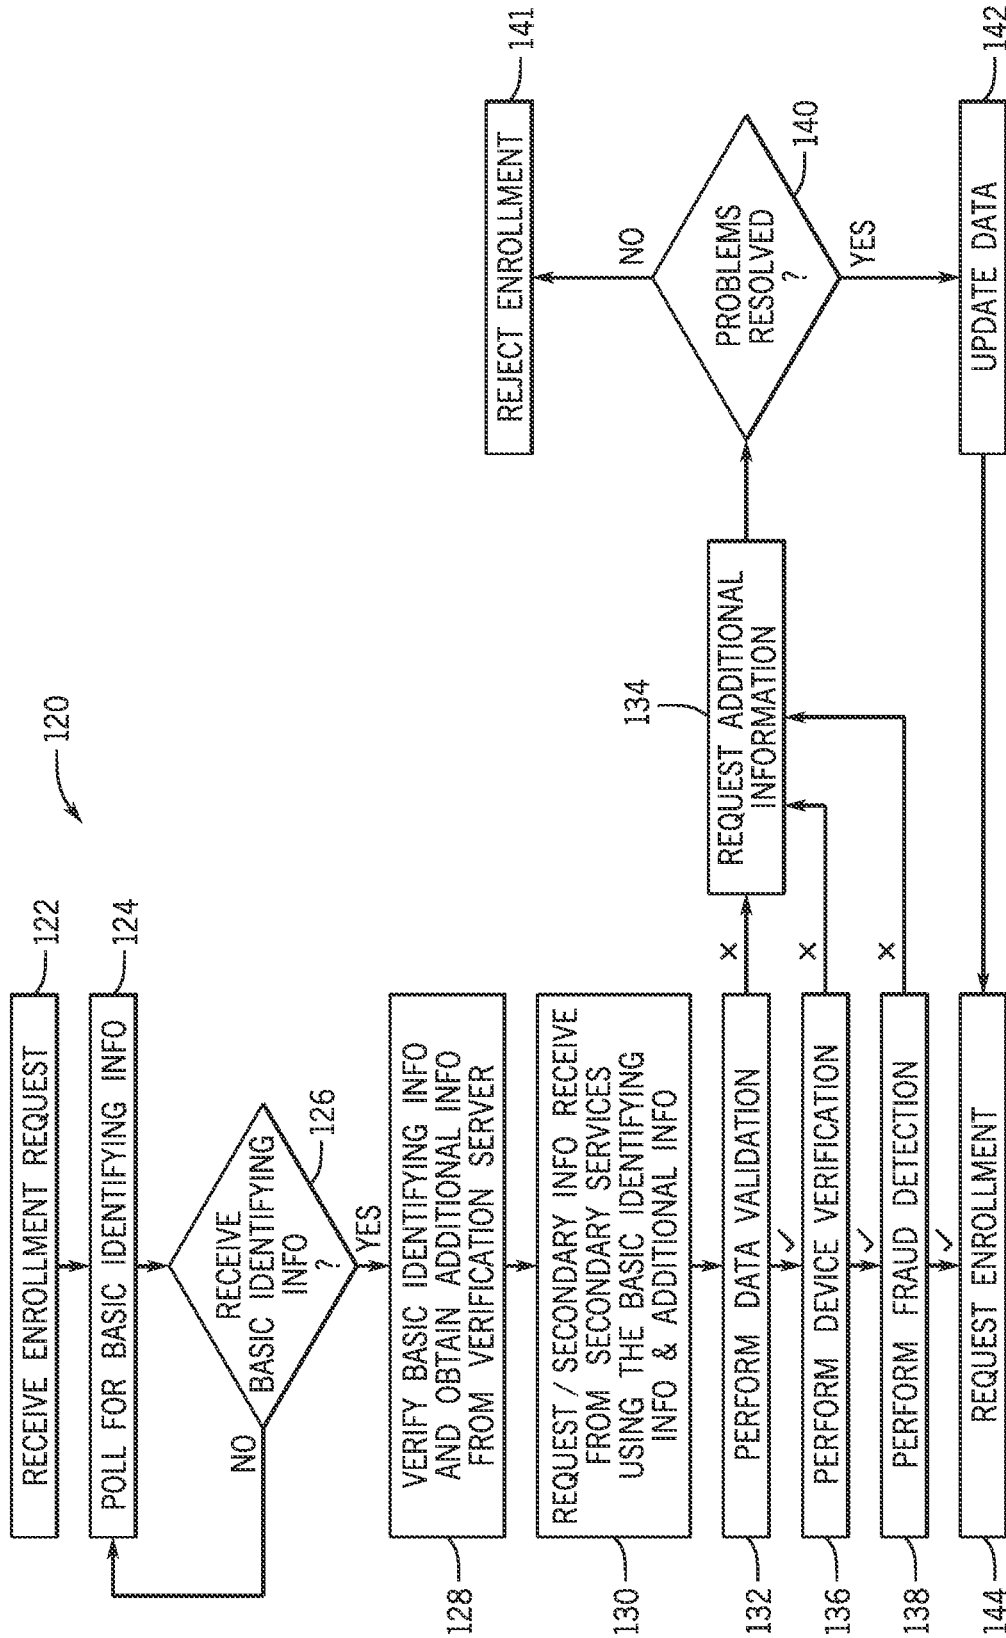 120
RECEIVE ENROLLMENT REQUEST
122
POLL FOR BASIC IDENTIFYING INFO
124
RECEIVE
BASIC IDENTIFYING
INFO
?
126
NO
YES
VERIFY BASIC IDENTIFYING INFO
AND OBTAIN ADDITIONAL INFO
FROM VERIFICATION SERVER
128
REQUEST / SECONDARY INFO RECEIVE
FROM SECONDARY SERVICES
USING THE BASIC IDENTIFYING
INFO & ADDITIONAL INFO
130
PERFORM DATA VALIDATION
132
✓
X
PERFORM DEVICE VERIFICATION
136
✓
X
PERFORM FRAUD DETECTION
138
✓
X
REQUEST ENROLLMENT
144
REQUEST ADDITIONAL
INFORMATION
134
PROBLEMS
RESOLVED
?
140
NO
YES
REJECT ENROLLMENT
141
UPDATE DATA
142